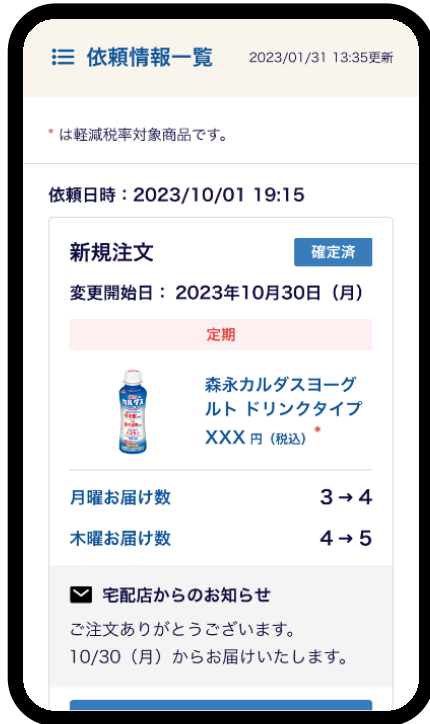 依頼情報一覧 2023/01/31 13:35更新
* は軽減税率対象商品です。
依頼日時：2023/10/01 19:15
新規注文 確定済
変更開始日： 2023年10月30日（月）
定期
カルダス
森永カルダスヨーグ
ルト ドリンクタイプ
XXX 円（税込）*
月曜お届け数 3→4
木曜お届け数 4→5
宅配店からのお知らせ
ご注文ありがとうございます。
10/30（月）からお届けいたします。